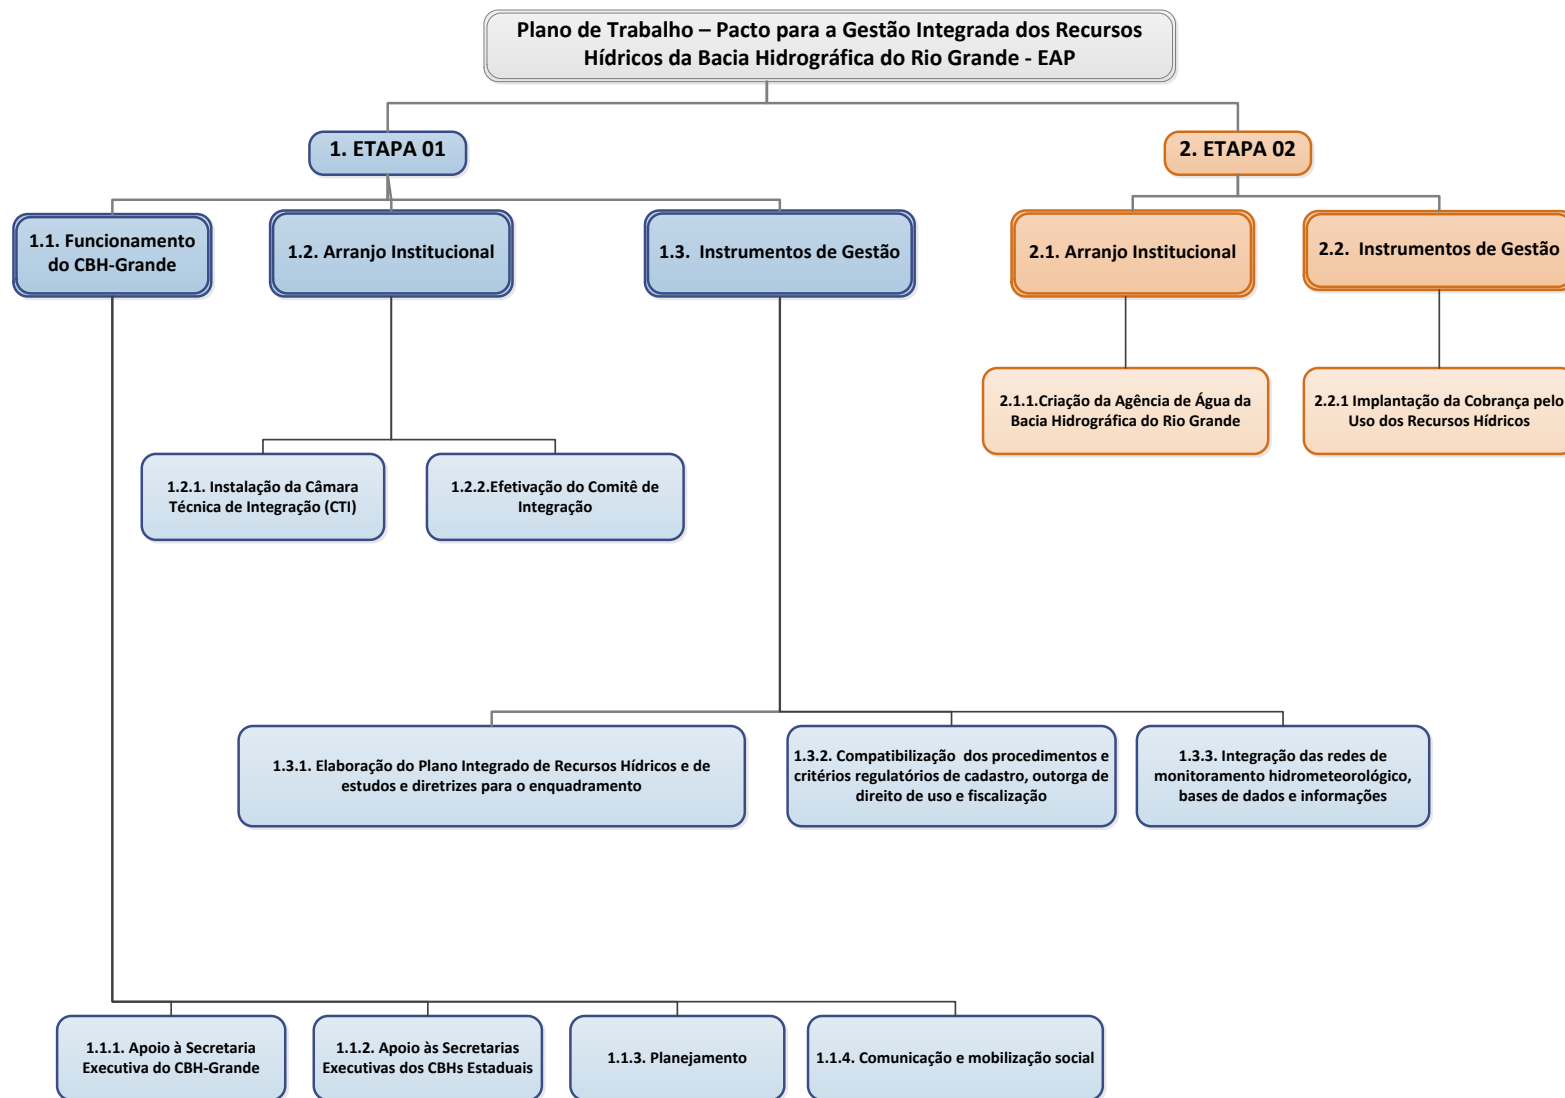 Plano de Trabalho – Pacto para a Gestão Integrada dos Recursos
Hídricos da Bacia Hidrográfica do Rio Grande - EAP
1. ETAPA 01
2. ETAPA 02
1.1. Funcionamento
do CBH-Grande
1.2. Arranjo Institucional
1.3.  Instrumentos de Gestão
2.1. Arranjo Institucional
2.2.  Instrumentos de Gestão
2.1.1.Criação da Agência de Água da
Bacia Hidrográfica do Rio Grande
2.2.1 Implantação da Cobrança pelo
Uso dos Recursos Hídricos
1.2.1. Instalação da Câmara
Técnica de Integração (CTI)
1.2.2.Efetivação do Comitê de
Integração
1.3.1. Elaboração do Plano Integrado de Recursos Hídricos e de
estudos e diretrizes para o enquadramento
1.3.2. Compatibilização  dos procedimentos e
critérios regulatórios de cadastro, outorga de
direito de uso e fiscalização
1.3.3. Integração das redes de
monitoramento hidrometeorológico,
bases de dados e informações
1.1.1. Apoio à Secretaria
Executiva do CBH-Grande
1.1.2. Apoio às Secretarias
Executivas dos CBHs Estaduais
1.1.3. Planejamento
1.1.4. Comunicação e mobilização social